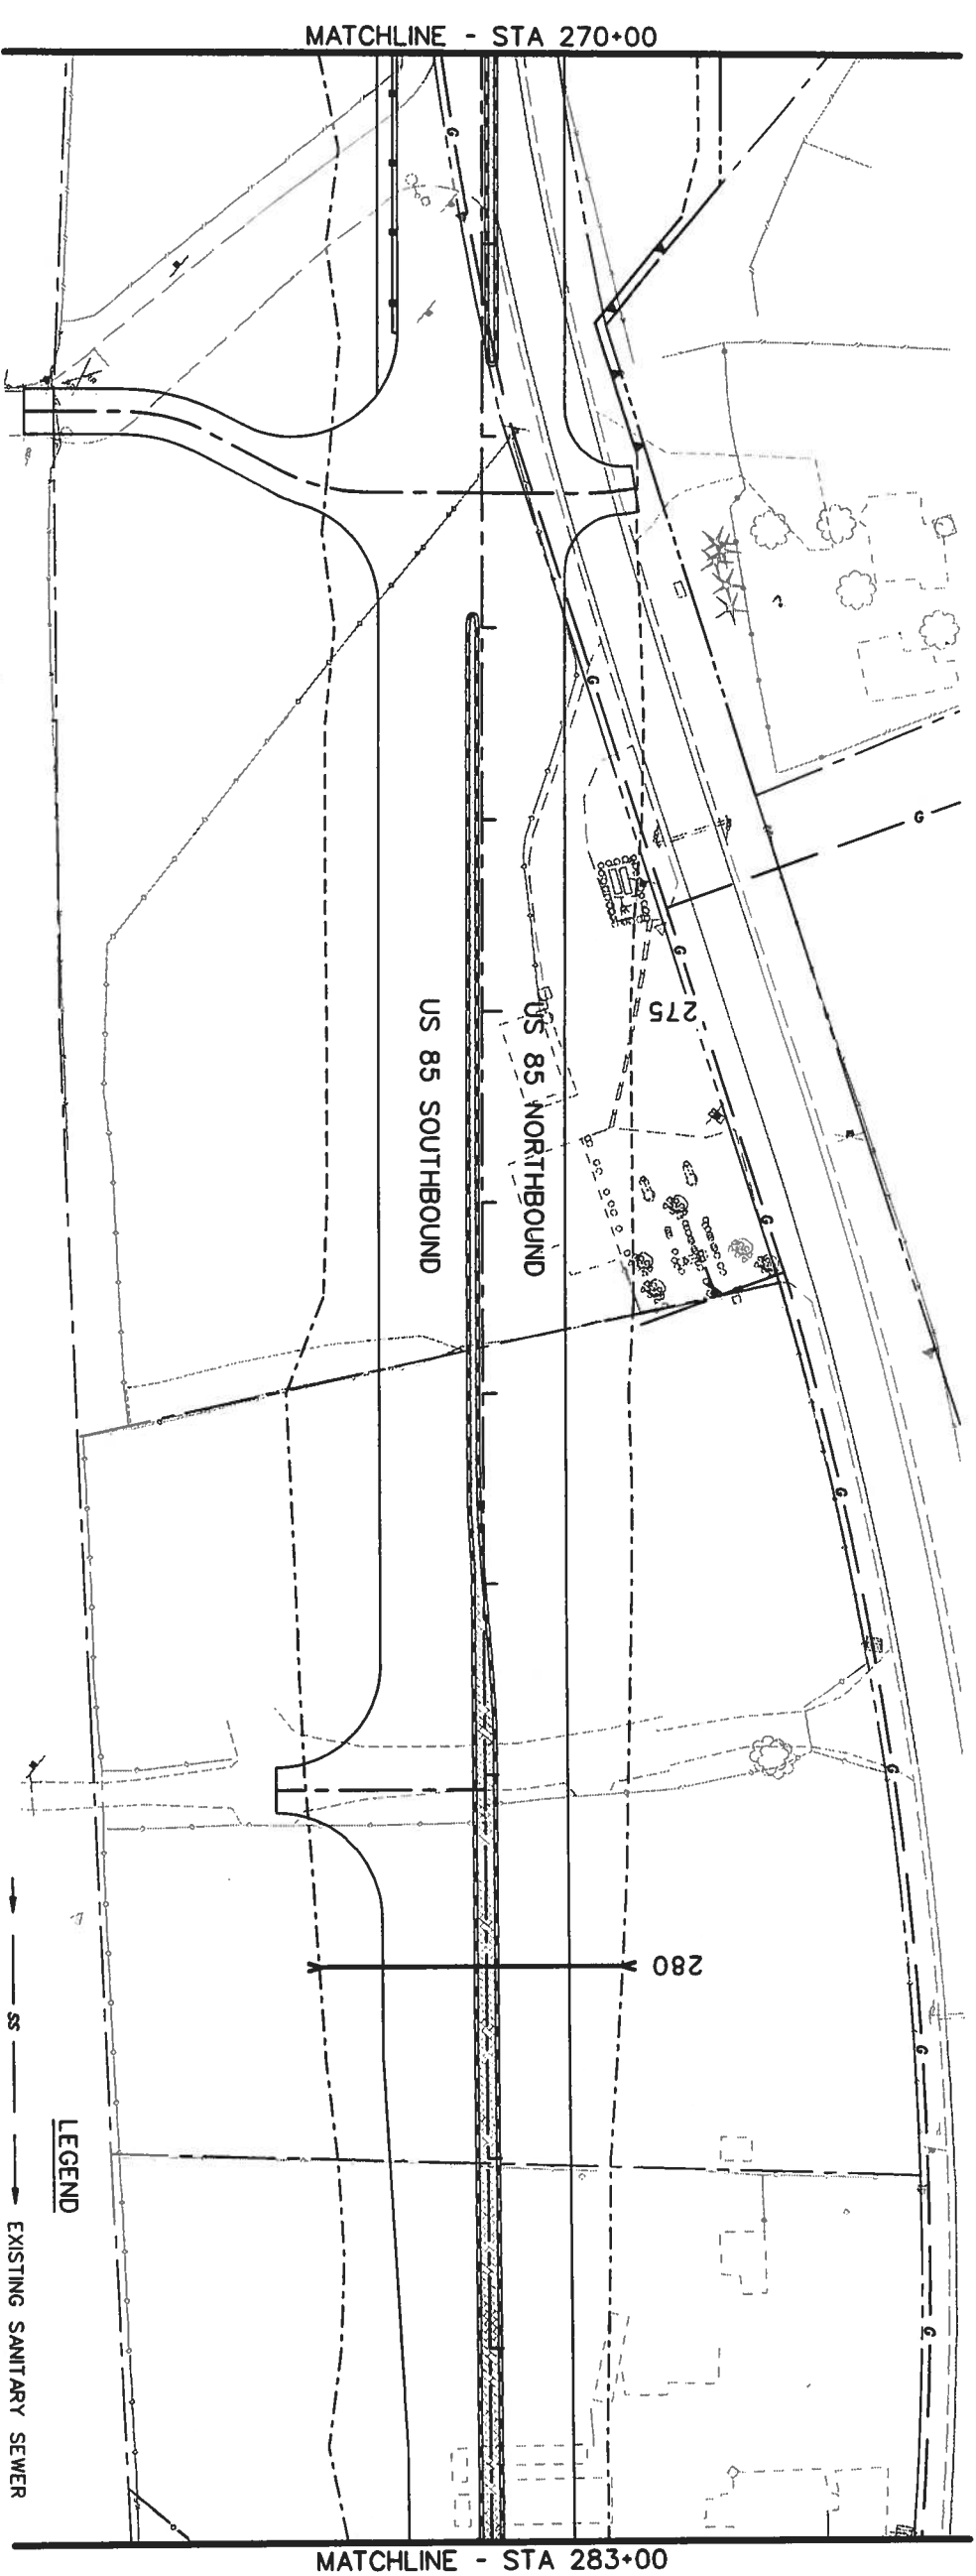 MATCHLINE - STA 270+00
G
G
G
G
275
US 85 SOUTHBOUND
US 85 NORTHBOUND
G
G
G
280
G
G
SS
LEGEND
EXISTING SANITARY SEWER
MATCHLINE - STA 283+00